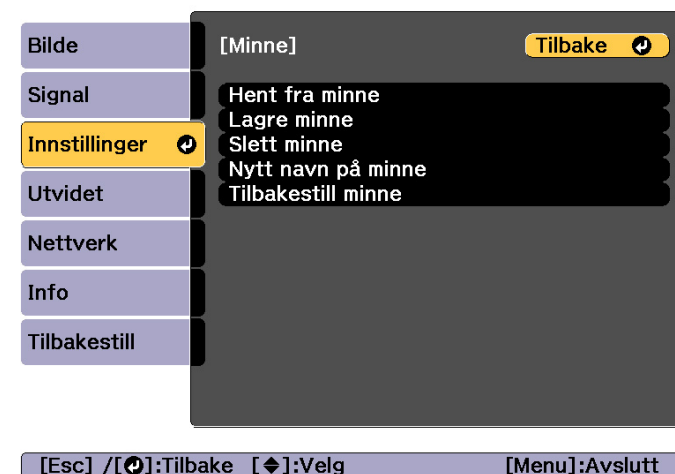 Bilde
Signal
Innstillinger
Utvidet
Nettverk
Info
Tilbakestill
[Minne]
Tilbake
Hent fra minne
Lagre minne
Slett minne
Nytt navn på minne
Tilbakestill minne
[Esc] /[⏎]:Tilbake [◆]:Velg [Menu]:Avslutt